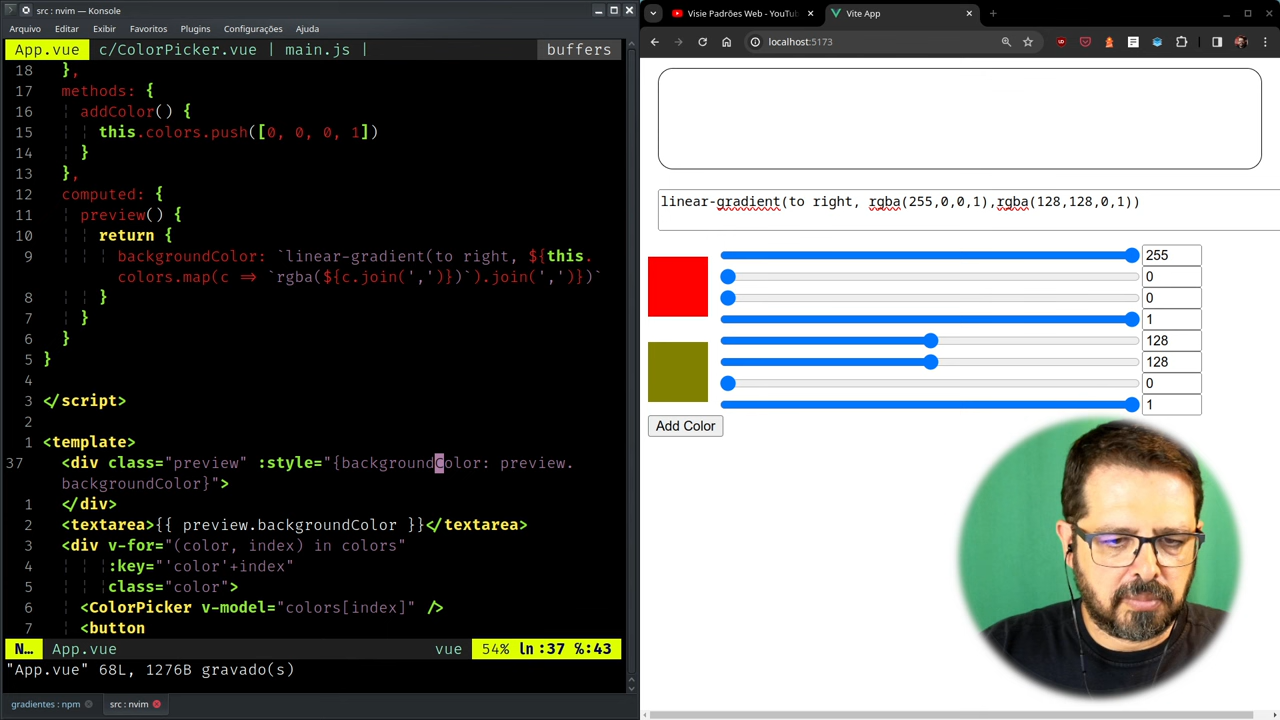 src : nvim — Konsole
Arquivo Editar Exibir Favoritos Plugins Configurações Ajuda
App.vue c/ColorPicker.vue | main.js | buffers
18 },
17 methods: {
16 addColor() {
15 this.colors.push([0, 0, 0, 1])
14 }
13 },
12 computed: {
11 preview() {
10 return {
9 backgroundColor: `linear-gradient(to right, ${this.
colors.map(c => `rgba(${c.join(',')})`).join(',')})`
8 }
7 }
6 }
5 }
4
3 </script>
2
1 <template>
37 <div class="preview" :style="{backgroundColor: preview.
backgroundColor}">
1 </div>
2 <textarea>{{ preview.backgroundColor }}</textarea>
3 <div v-for="(color, index) in colors"
4 :key="'color'+index"
5 class="color">
6 <ColorPicker v-model="colors[index]" />
7 <button
N… App.vue vue 54% ln:37 %:43
"App.vue" 68L, 1276B gravado(s)
gradientes : npm src : nvim
Visie Padrões Web - YouTu Vite App
localhost:5173
linear-gradient(to right, rgba(255,0,0,1),rgba(128,128,0,1))
255
0
0
1
128
128
0
1
Add Color